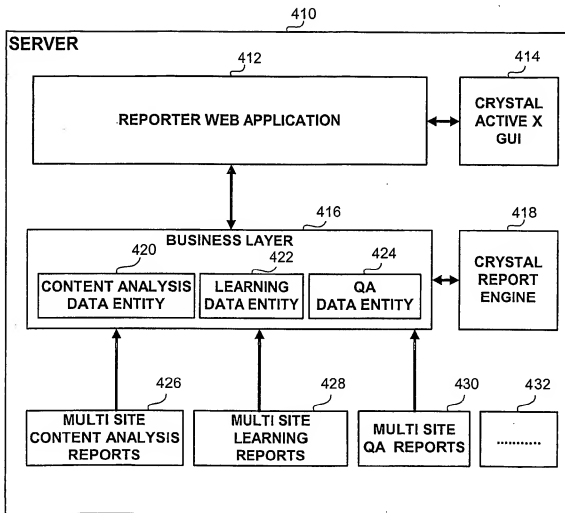 410
SERVER
412
414
REPORTER WEB APPLICATION
CRYSTAL
ACTIVE X
GUI
416
418
BUSINESS LAYER
420
422
424
CONTENT ANALYSIS
DATA ENTITY
LEARNING
DATA ENTITY
QA
DATA ENTITY
CRYSTAL
REPORT
ENGINE
426
428
430
432
MULTI SITE
CONTENT ANALYSIS
REPORTS
MULTI SITE
LEARNING
REPORTS
MULTI SITE
QA REPORTS
...........